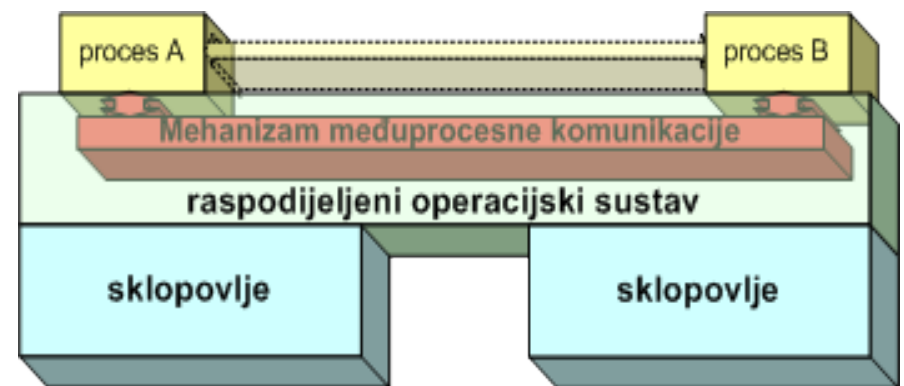 proces A
proces B
Mehanizam međuprocesne komunikacije
raspodijeljeni operacijski sustav
sklopovlje
sklopovlje